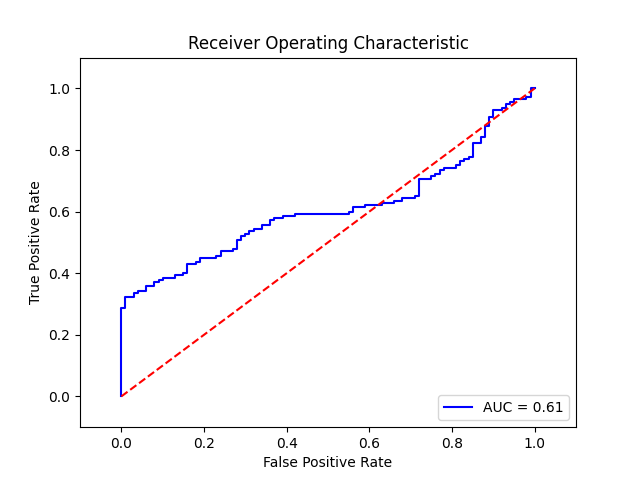 Receiver Operating Characteristic
True Positive Rate
1.0
0.8
0.6
0.4
0.2
0.0
0.0 0.2 0.4 0.6 0.8 1.0
False Positive Rate
AUC = 0.61